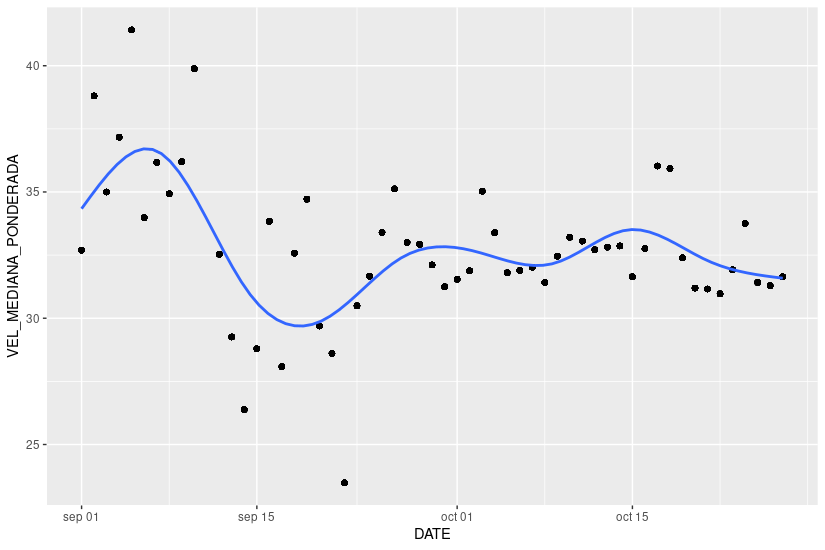 VEL_MEDIANA_PONDERADA
40
35
30
25
sep 01
sep 15
oct 01
oct 15
DATE